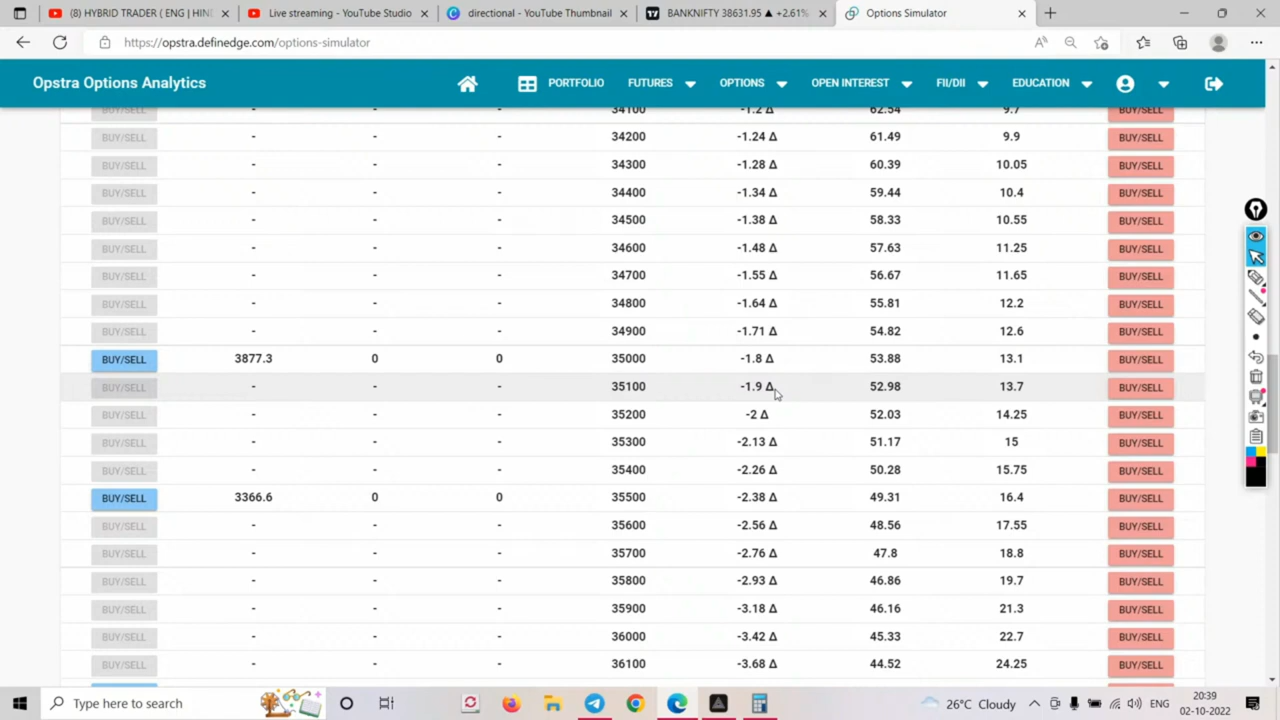 (8) HYBRID TRADER ( ENG | HIN
Live streaming - YouTube Studio
directional - YouTube Thumbnail
BANKNIFTY 38631.95 ▲ +2.61%
Options Simulator
https://opstra.definedge.com/options-simulator
Opstra Options Analytics
PORTFOLIO
FUTURES
OPTIONS
OPEN INTEREST
FII/DII
EDUCATION
BUY/SELL - - - 34100 -1.2 Δ 62.54 9.7 BUY/SELL
BUY/SELL - - - 34200 -1.24 Δ 61.49 9.9 BUY/SELL
BUY/SELL - - - 34300 -1.28 Δ 60.39 10.05 BUY/SELL
BUY/SELL - - - 34400 -1.34 Δ 59.44 10.4 BUY/SELL
BUY/SELL - - - 34500 -1.38 Δ 58.33 10.55 BUY/SELL
BUY/SELL - - - 34600 -1.48 Δ 57.63 11.25 BUY/SELL
BUY/SELL - - - 34700 -1.55 Δ 56.67 11.65 BUY/SELL
BUY/SELL - - - 34800 -1.64 Δ 55.81 12.2 BUY/SELL
BUY/SELL - - - 34900 -1.71 Δ 54.82 12.6 BUY/SELL
BUY/SELL 3877.3 0 0 35000 -1.8 Δ 53.88 13.1 BUY/SELL
BUY/SELL - - - 35100 -1.9 Δ 52.98 13.7 BUY/SELL
BUY/SELL - - - 35200 -2 Δ 52.03 14.25 BUY/SELL
BUY/SELL - - - 35300 -2.13 Δ 51.17 15 BUY/SELL
BUY/SELL - - - 35400 -2.26 Δ 50.28 15.75 BUY/SELL
BUY/SELL 3366.6 0 0 35500 -2.38 Δ 49.31 16.4 BUY/SELL
BUY/SELL - - - 35600 -2.56 Δ 48.56 17.55 BUY/SELL
BUY/SELL - - - 35700 -2.76 Δ 47.8 18.8 BUY/SELL
BUY/SELL - - - 35800 -2.93 Δ 46.86 19.7 BUY/SELL
BUY/SELL - - - 35900 -3.18 Δ 46.16 21.3 BUY/SELL
BUY/SELL - - - 36000 -3.42 Δ 45.33 22.7 BUY/SELL
BUY/SELL - - - 36100 -3.68 Δ 44.52 24.25 BUY/SELL
Type here to search
26°C Cloudy
ENG
20:39
02-10-2022